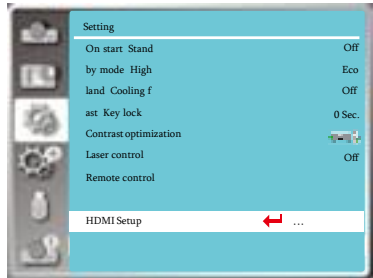 Setting
On start Stand Off
by mode High Eco
land Cooling f Off
ast Key lock 0 Sec.
Contrast optimization
Laser control Off
Remote control
HDMI Setup ...